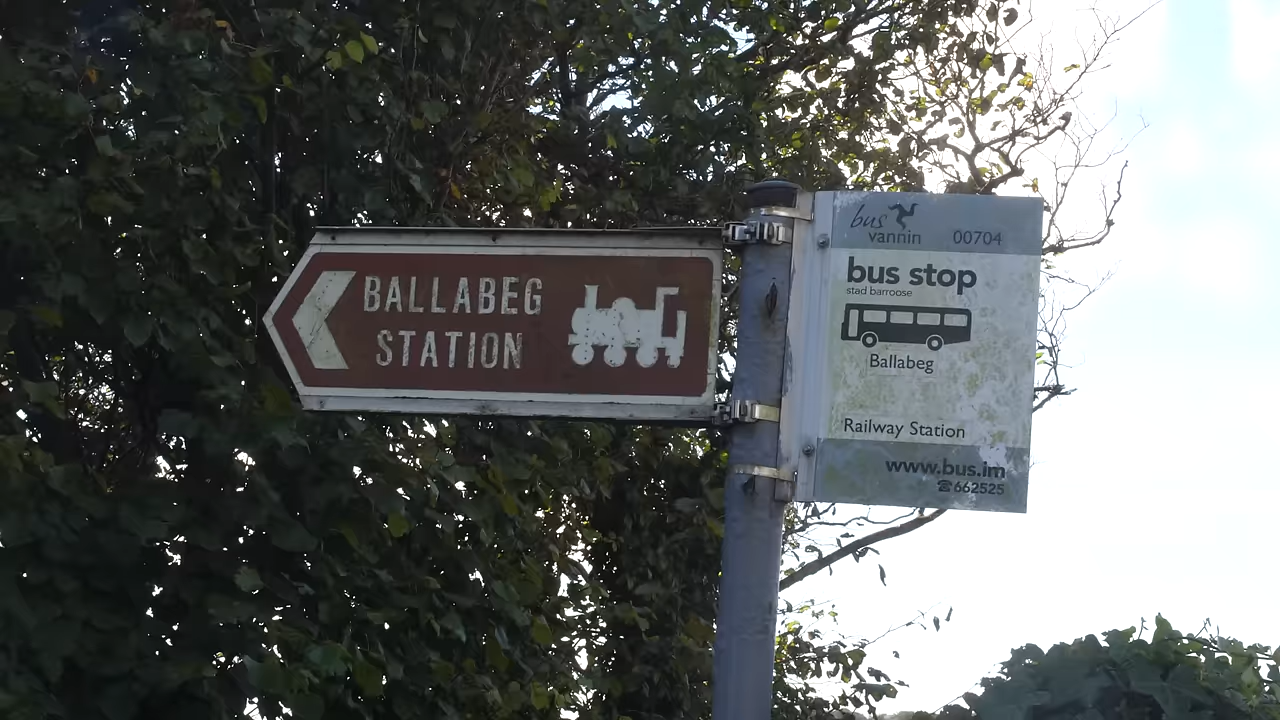 BALLABEG
STATION
bus
vannin 00704
bus stop
stad barroose
Ballabeg
Railway Station
www.bus.im
☎662525